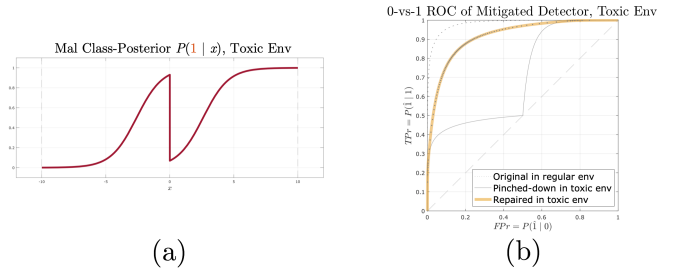 Mal Class-Posterior P(1 | x), Toxic Env
1
0.8
0.6
0.4
0.2
0
-10
-5
0
5
10
x
(a)
0-vs-1 ROC of Mitigated Detector, Toxic Env
1
0.9
0.8
0.7
0.6
0.5
0.4
0.3
0.2
0.1
0
TPr = P(1̂ | 1)
Original in regular env
Pinched-down in toxic env
Repaired in toxic env
0
0.2
0.4
0.6
0.8
1
FPr = P(1̂ | 0)
(b)